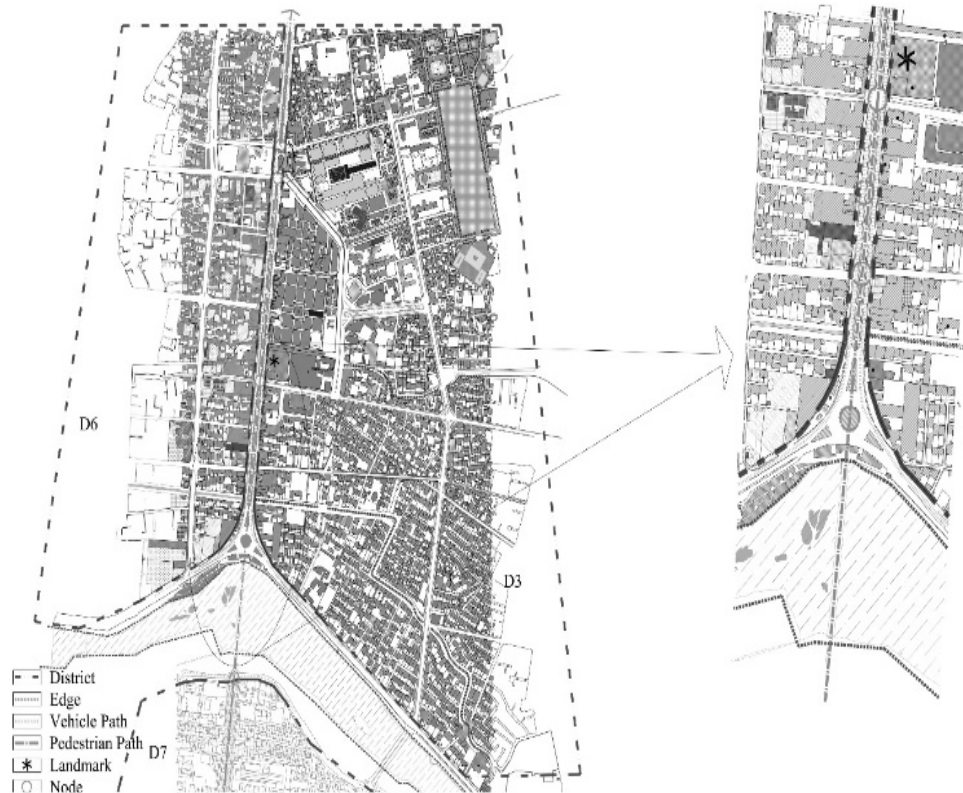 D6
D3
District
Edge
Vehicle Path
Pedestrian Path
D7
Landmark
Node